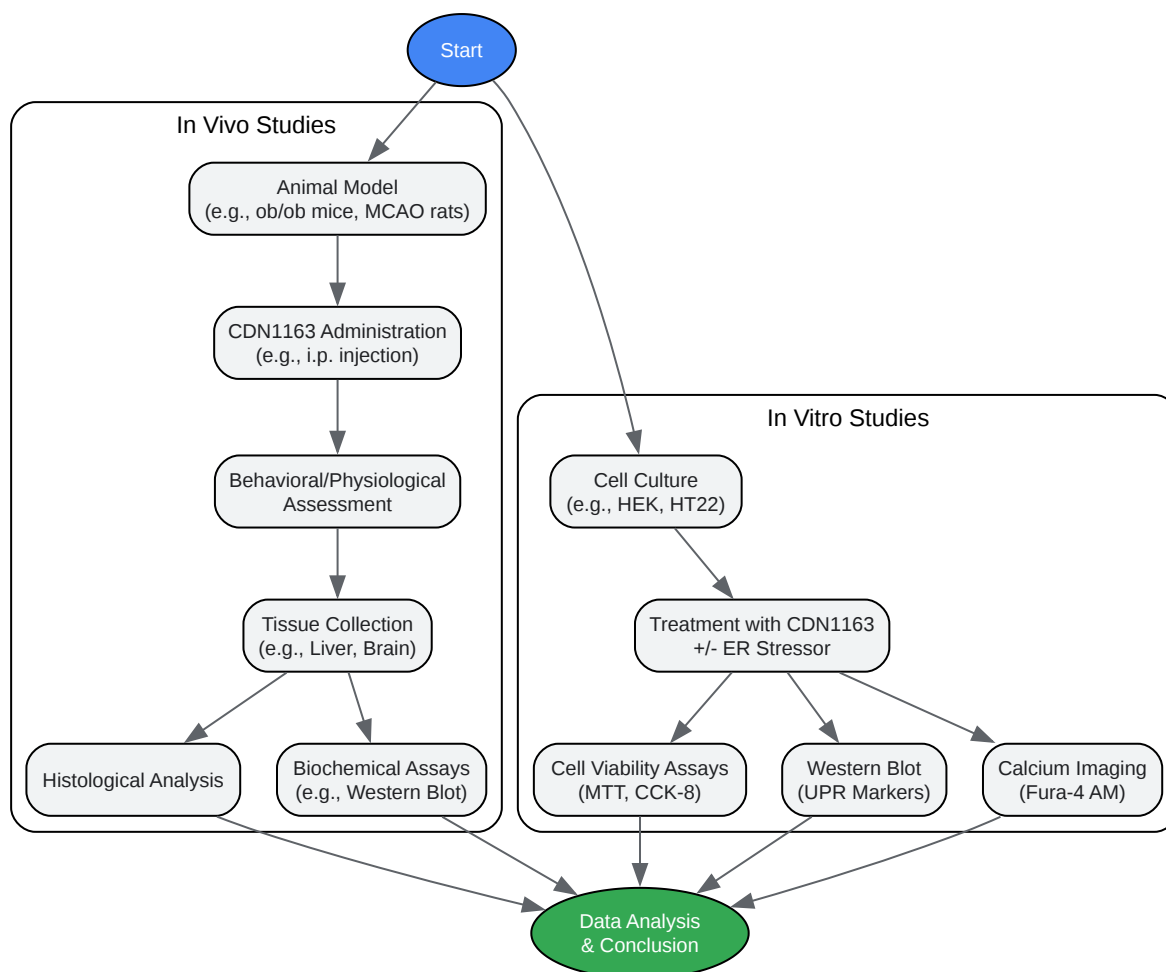 Start
In Vivo Studies
Animal Model
(e.g., ob/ob mice, MCAO rats)
CDN1163 Administration
(e.g., i.p. injection)
Behavioral/Physiological
Assessment
Tissue Collection
(e.g., Liver, Brain)
Histological Analysis
Biochemical Assays
(e.g., Western Blot)
In Vitro Studies
Cell Culture
(e.g., HEK, HT22)
Treatment with CDN1163
+/- ER Stressor
Cell Viability Assays
(MTT, CCK-8)
Western Blot
(UPR Markers)
Calcium Imaging
(Fura-4 AM)
Data Analysis
& Conclusion